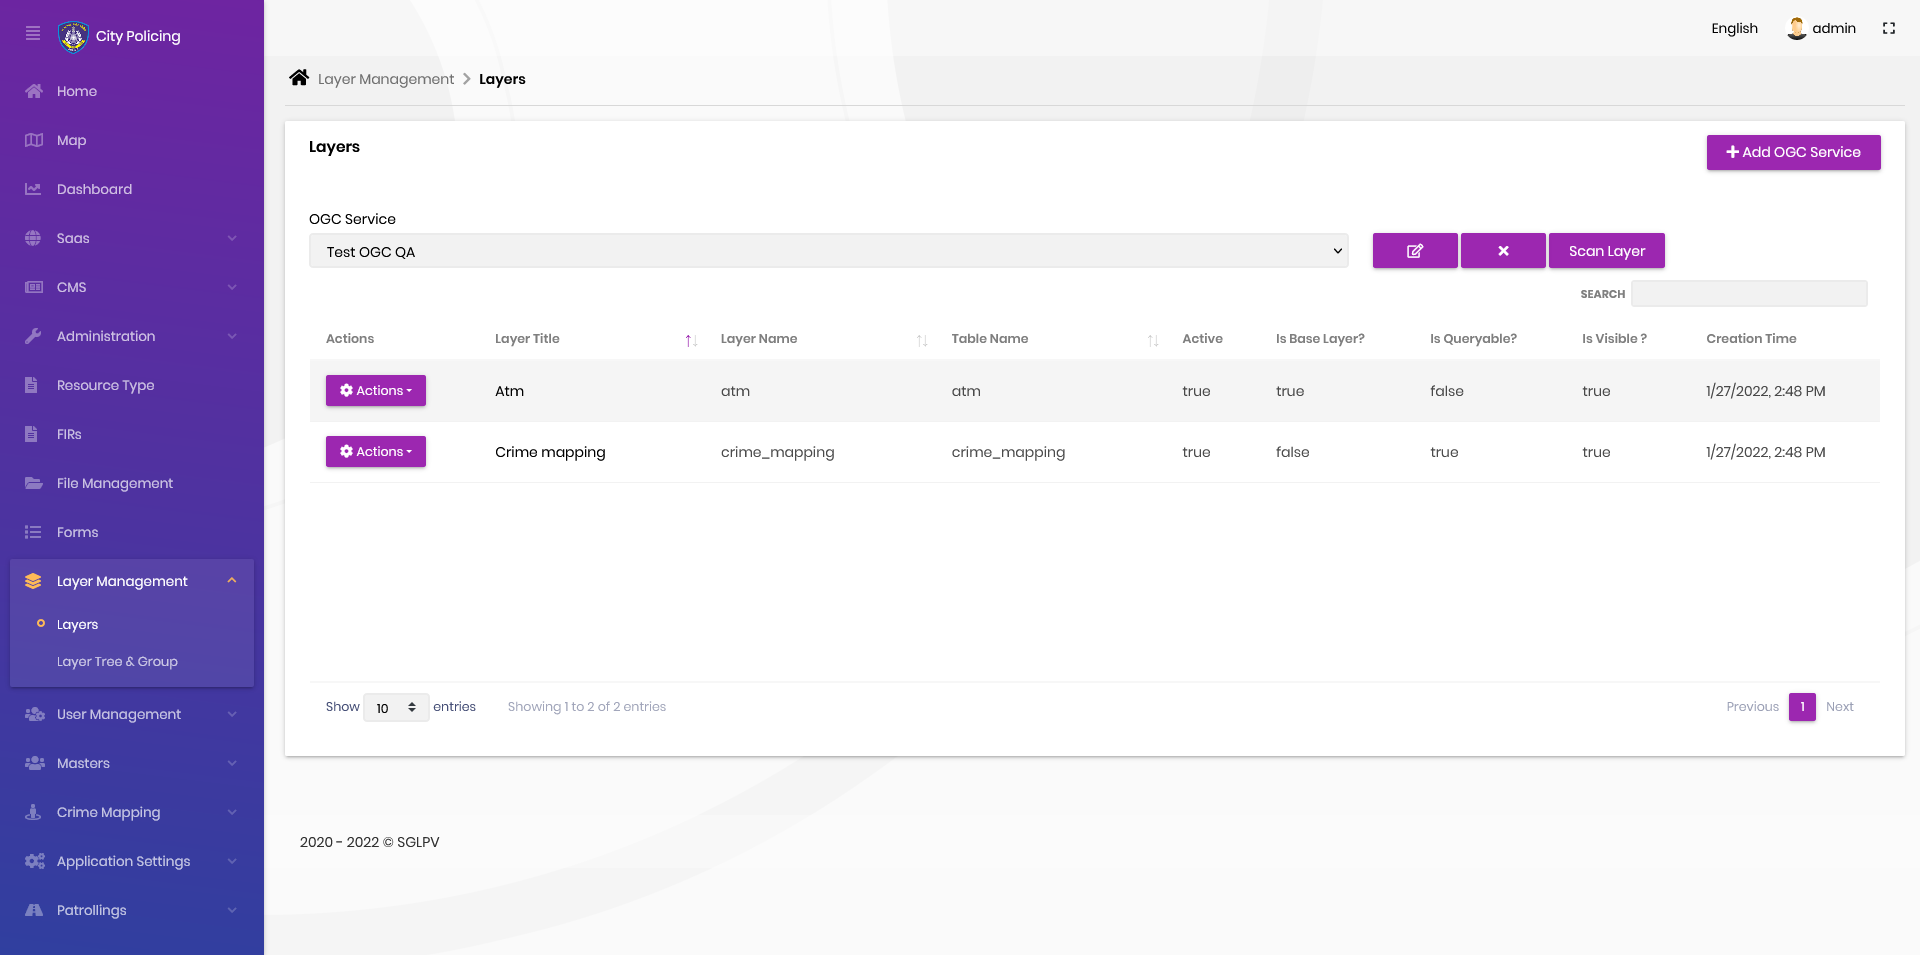 City Policing
English
admin
Home
Map
Dashboard
Saas
CMS
Administration
Resource Type
FIRs
File Management
Forms
Layer Management
Layers
Layer Tree & Group
User Management
Masters
Crime Mapping
Application Settings
Patrollings
Layer Management Layers
Layers
Add OGC Service
OGC Service
Test OGC QA
Scan Layer
SEARCH
Actions Layer Title Layer Name Table Name Active Is Base Layer? Is Queryable? Is Visible ? Creation Time
Actions Atm atm atm true true false true 1/27/2022, 2:48 PM
Actions Crime mapping crime_mapping crime_mapping true false true true 1/27/2022, 2:48 PM
Show 10 entries Showing 1 to 2 of 2 entries Previous 1 Next
2020 - 2022 © SGLPV